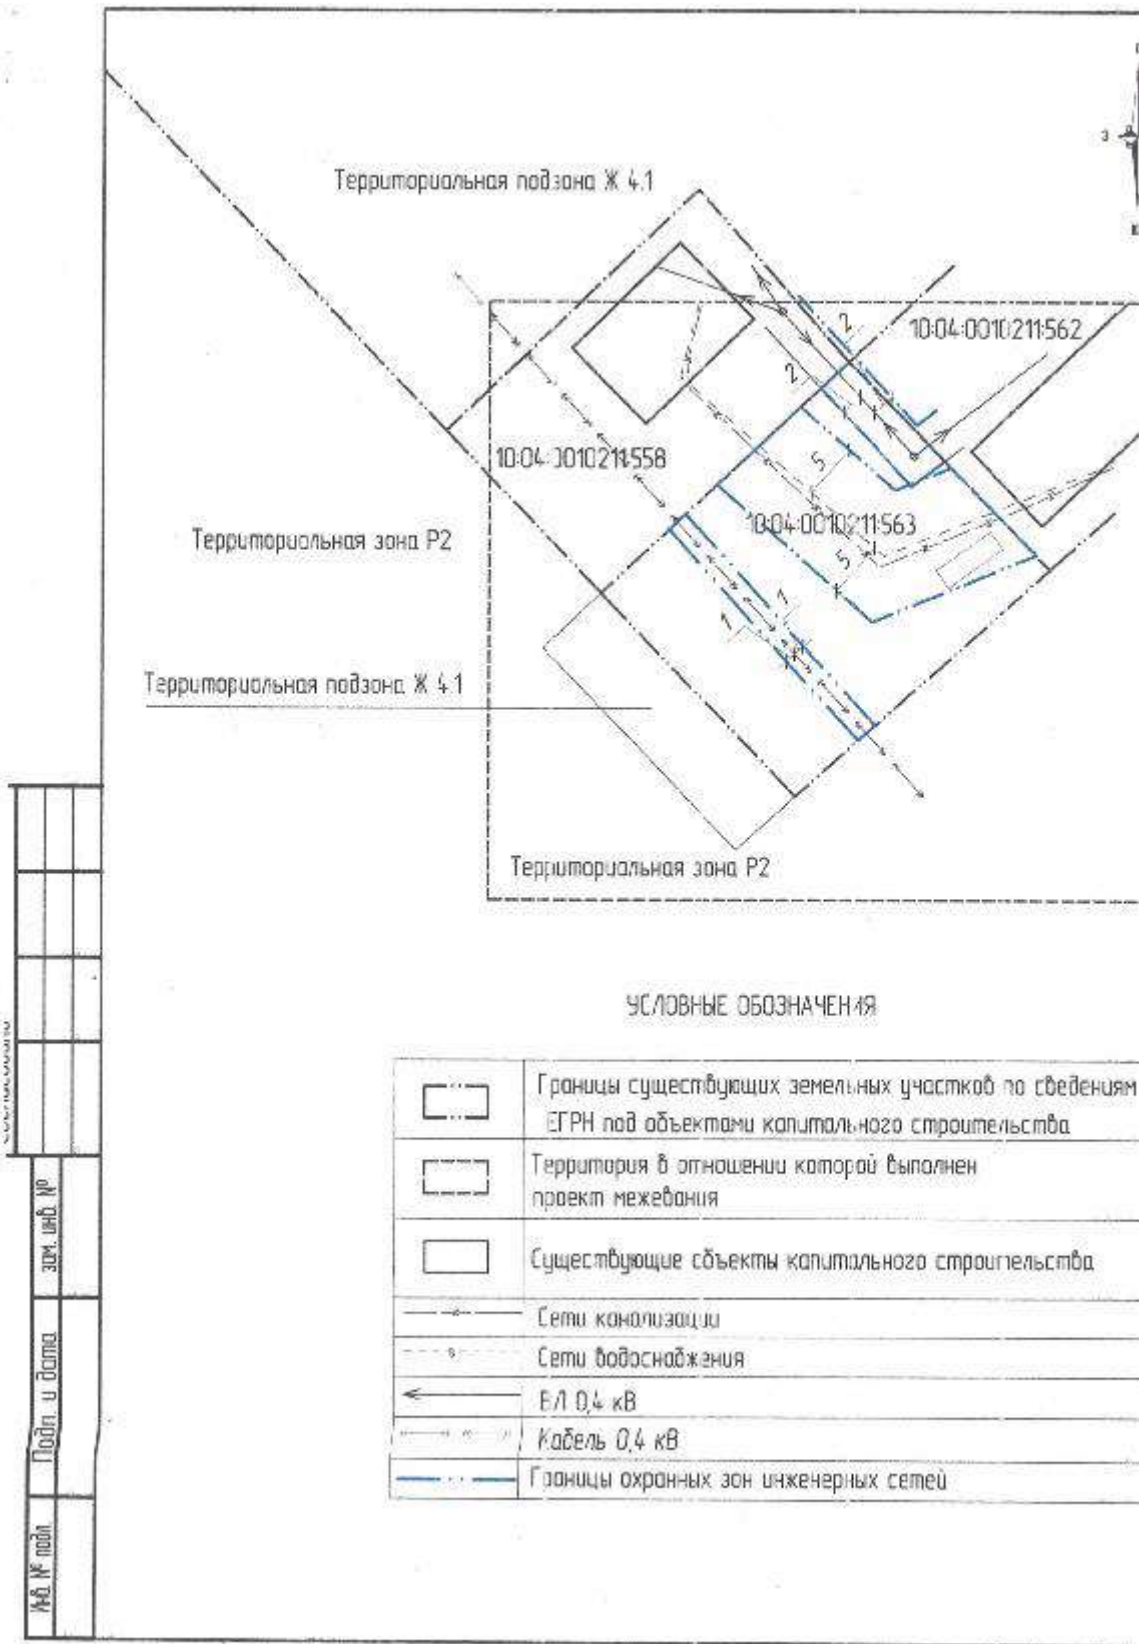 Территориальная подзона Ж 4.1
З
2
10:04:0010211:562
2
10:04:0010211:558
5
10:04:0010211:563
Территориальная зона Р2
5
1
1
Территориальная подзона Ж 4.1
Территориальная зона Р2
УСЛОВНЫЕ ОБОЗНАЧЕНИЯ
Границы существующих земельных участков по сведениям
ЕГРН под объектами капитального строительства
Территория в отношении которой выполнен
проект межевания
Существующие объекты капитального строительства
Сети канализации
Сети водоснабжения
ВЛ 0,4 кВ
Кабель 0,4 кВ
Границы охранных зон инженерных сетей
зам. инв. №
Подп. и дата
Инв. № подл.